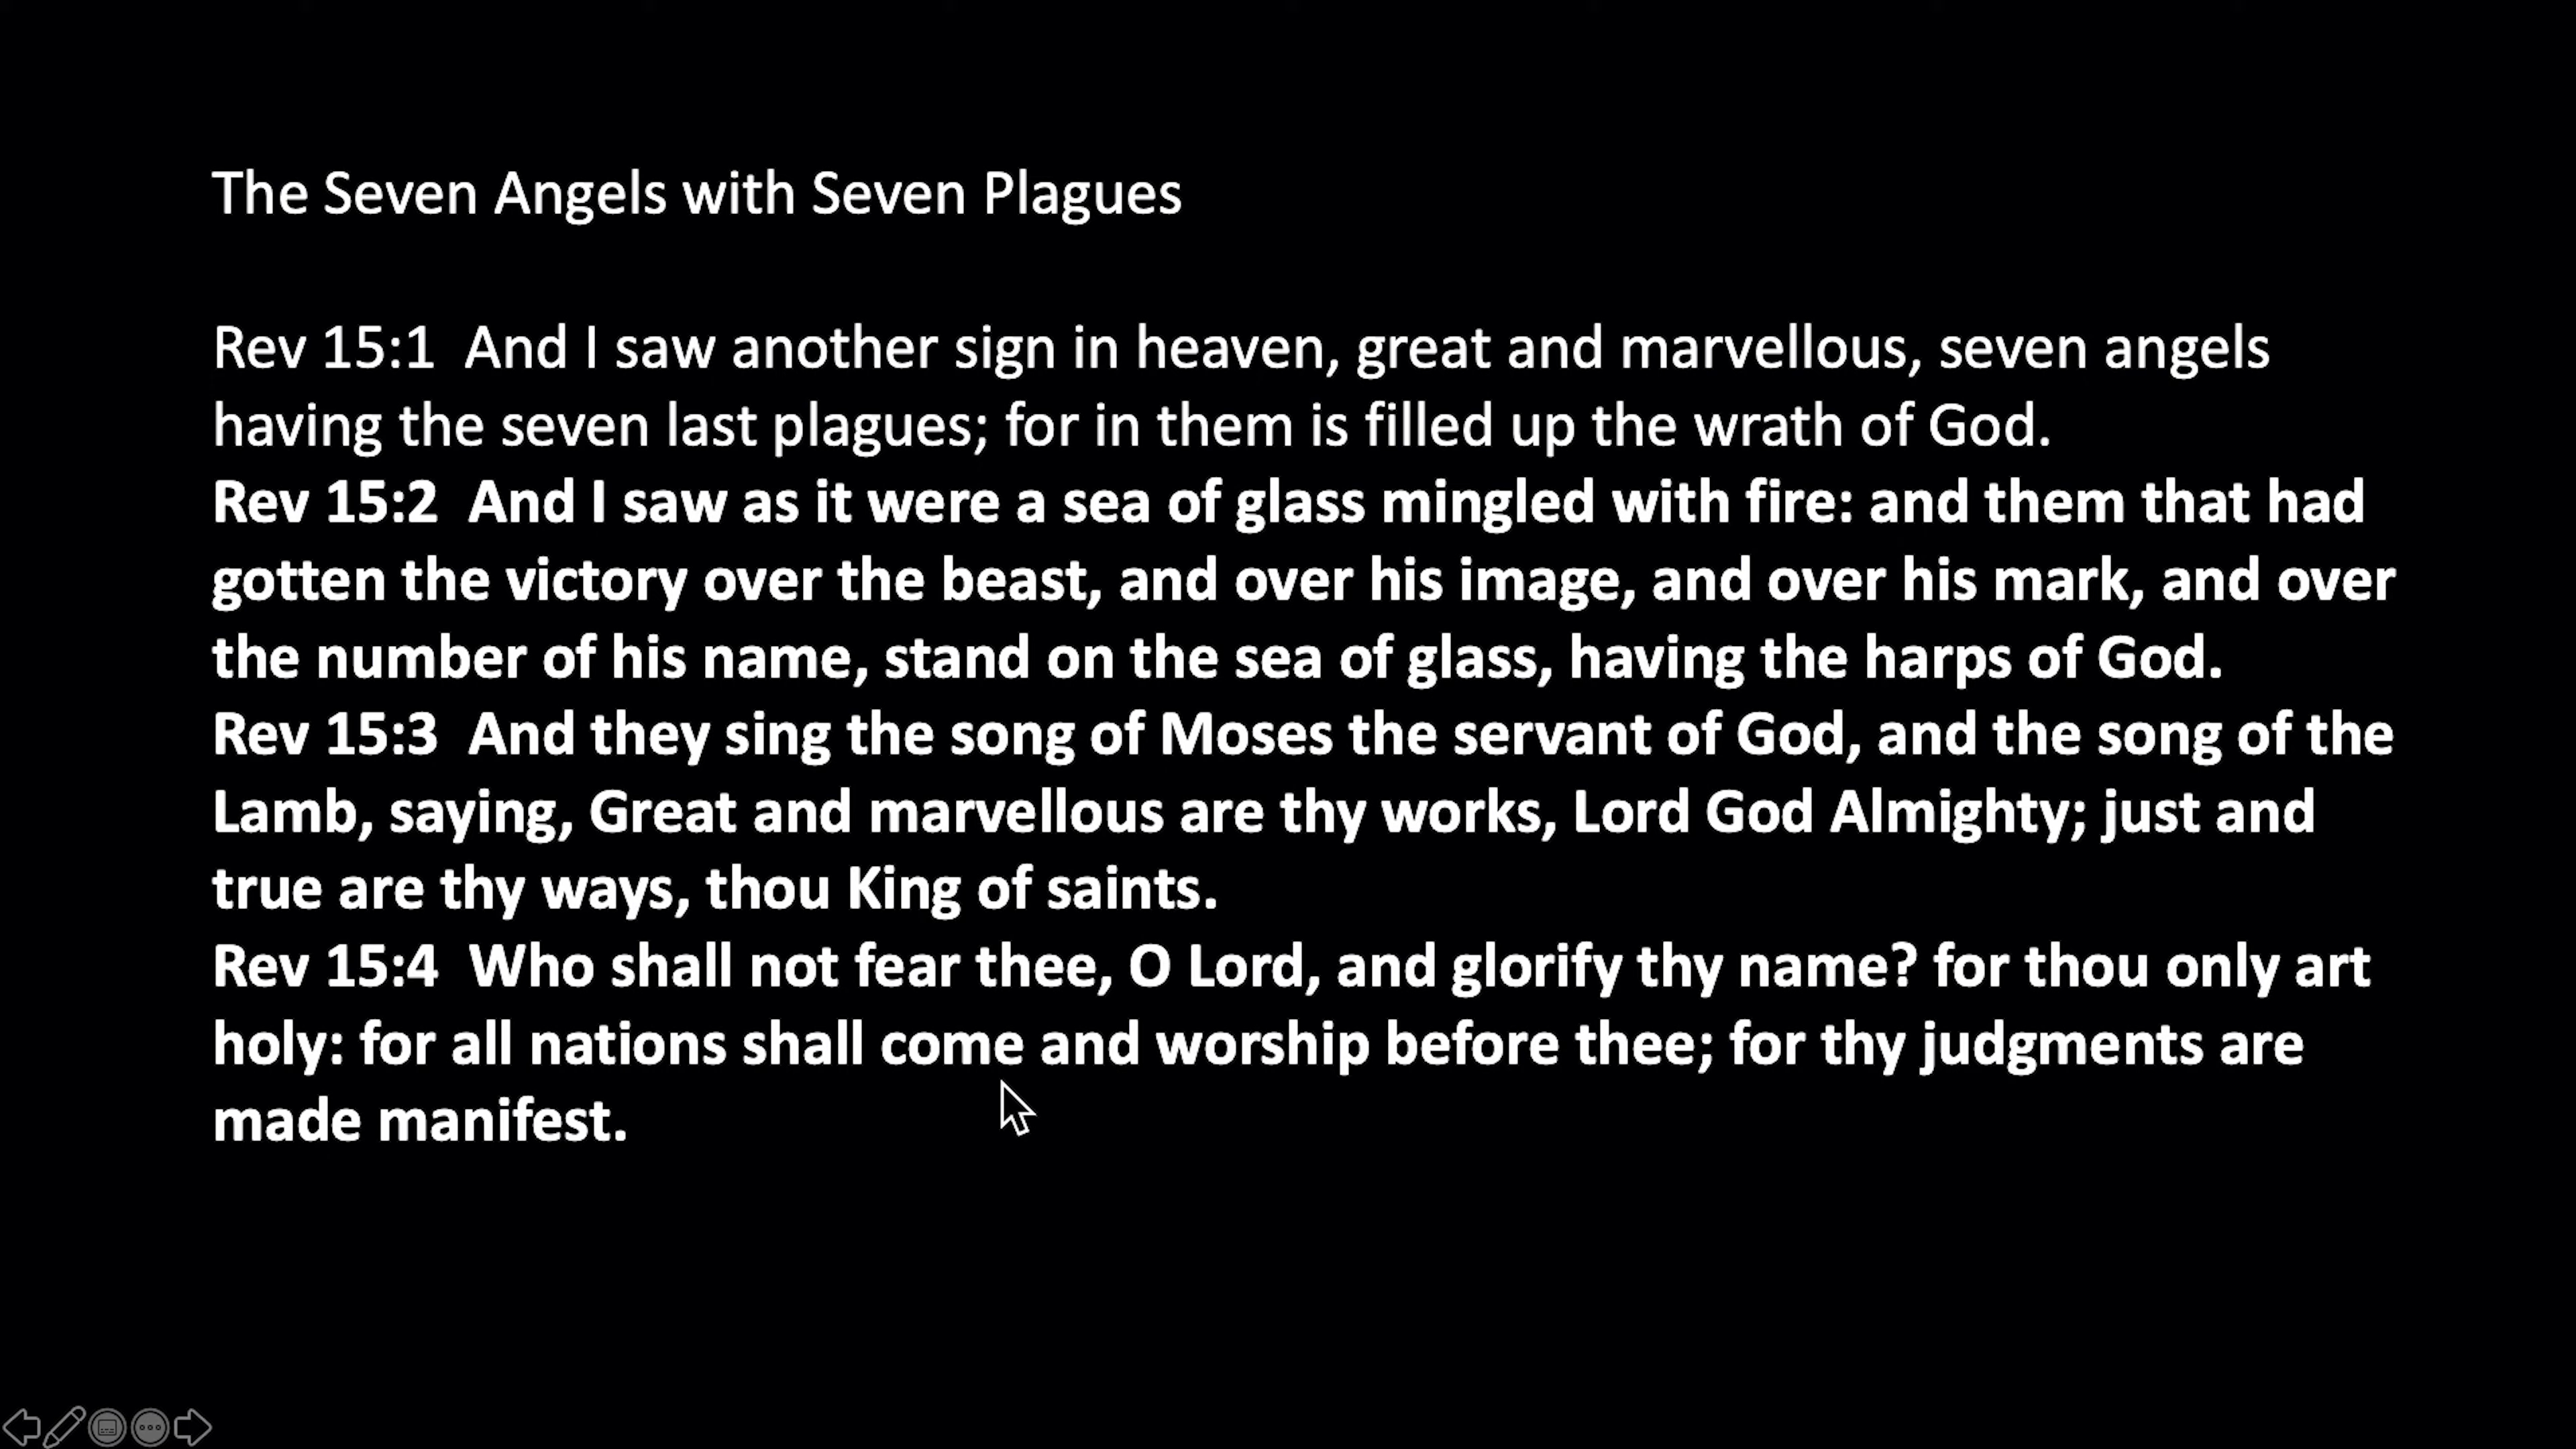 The Seven Angels with Seven Plagues
Rev 15:1  And I saw another sign in heaven, great and marvellous, seven angels
having the seven last plagues; for in them is filled up the wrath of God.
Rev 15:2  And I saw as it were a sea of glass mingled with fire: and them that had
gotten the victory over the beast, and over his image, and over his mark, and over
the number of his name, stand on the sea of glass, having the harps of God.
Rev 15:3  And they sing the song of Moses the servant of God, and the song of the
Lamb, saying, Great and marvellous are thy works, Lord God Almighty; just and
true are thy ways, thou King of saints.
Rev 15:4  Who shall not fear thee, O Lord, and glorify thy name? for thou only art
holy: for all nations shall come and worship before thee; for thy judgments are
made manifest.